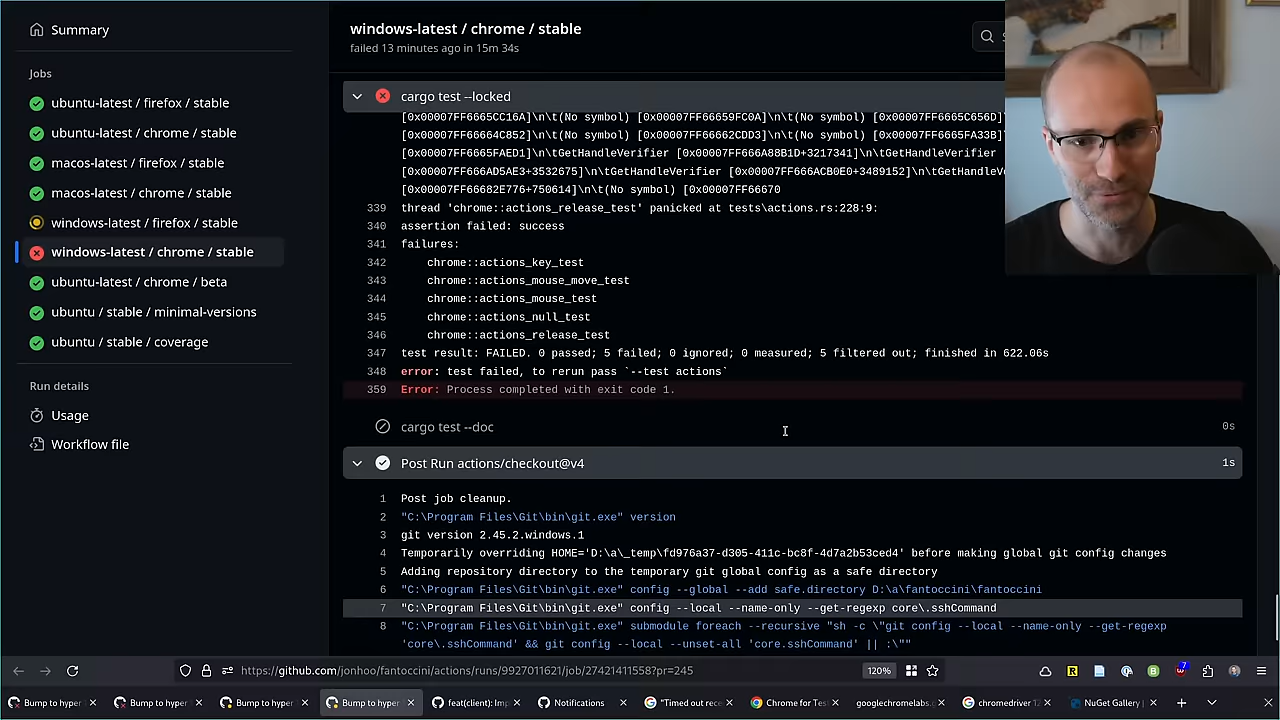 Summary
Jobs
ubuntu-latest / firefox / stable
ubuntu-latest / chrome / stable
macos-latest / firefox / stable
macos-latest / chrome / stable
windows-latest / firefox / stable
windows-latest / chrome / stable
ubuntu-latest / chrome / beta
ubuntu / stable / minimal-versions
ubuntu / stable / coverage
Run details
Usage
Workflow file
windows-latest / chrome / stable
failed 13 minutes ago in 15m 34s
cargo test --locked
[0x00007FF6665CC16A]\n\t(No symbol) [0x00007FF66659FC0A]\n\t(No symbol) [0x00007FF6665C656D]
[0x00007FF66664C852]\n\t(No symbol) [0x00007FF66662CDD3]\n\t(No symbol) [0x00007FF6665FA33B]
[0x00007FF6665FAED1]\n\tGetHandleVerifier [0x00007FF666A88B1D+3217341]\n\tGetHandleVerifier
[0x00007FF666AD5AE3+3532675]\n\tGetHandleVerifier [0x00007FF666ACB0E0+3489152]\n\tGetHandleV
[0x00007FF66682E776+750614]\n\t(No symbol) [0x00007FF66670
339 thread 'chrome::actions_release_test' panicked at tests\actions.rs:228:9:
340 assertion failed: success
341 failures:
342 chrome::actions_key_test
343 chrome::actions_mouse_move_test
344 chrome::actions_mouse_test
345 chrome::actions_null_test
346 chrome::actions_release_test
347 test result: FAILED. 0 passed; 5 failed; 0 ignored; 0 measured; 5 filtered out; finished in 622.06s
348 error: test failed, to rerun pass `--test actions`
359 Error: Process completed with exit code 1.
cargo test --doc 0s
Post Run actions/checkout@v4 1s
1 Post job cleanup.
2 "C:\Program Files\Git\bin\git.exe" version
3 git version 2.45.2.windows.1
4 Temporarily overriding HOME='D:\a\_temp\fd976a37-d305-411c-bc8f-4d7a2b53ced4' before making global git config changes
5 Adding repository directory to the temporary git global config as a safe directory
6 "C:\Program Files\Git\bin\git.exe" config --global --add safe.directory D:\a\fantoccini\fantoccini
7 "C:\Program Files\Git\bin\git.exe" config --local --name-only --get-regexp core\.sshCommand
8 "C:\Program Files\Git\bin\git.exe" submodule foreach --recursive "sh -c \"git config --local --name-only --get-regexp
'core\.sshCommand' && git config --local --unset-all 'core.sshCommand' || :\""
https://github.com/jonhoo/fantoccini/actions/runs/9927011621/job/27421411558?pr=245 120% 7
Bump to hyper Bump to hyper Bump to hyper Bump to hyper feat(client): Imp Notifications "Timed out rece Chrome for Tes googlechromelabs.g chromedriver NuGet Gallery |